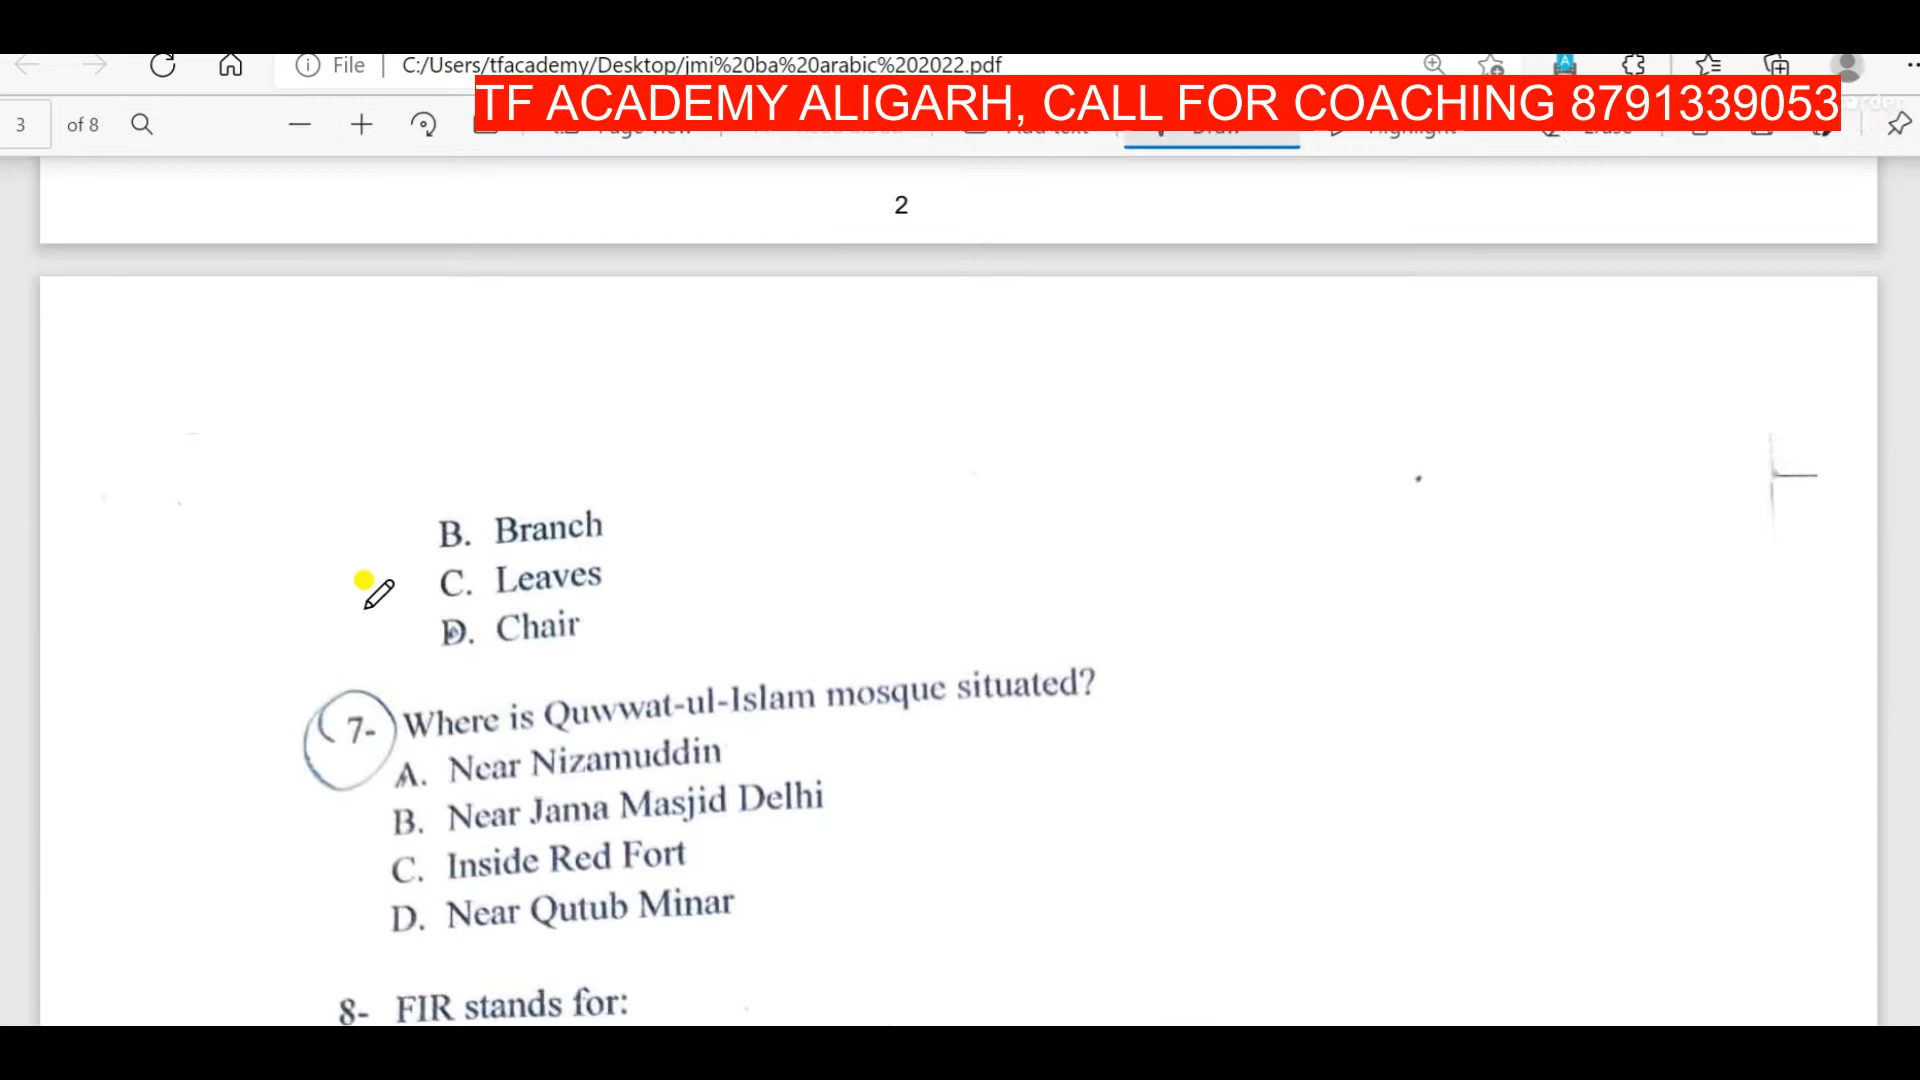 File C:/Users/tfacademy/Desktop/jmi%20ba%20arabic%202022.pdf
TF ACADEMY ALIGARH, CALL FOR COACHING 8791339053
3 of 8
2
B. Branch
C. Leaves
D. Chair
7- Where is Quwwat-ul-Islam mosque situated?
A. Near Nizamuddin
B. Near Jama Masjid Delhi
C. Inside Red Fort
D. Near Qutub Minar
8- FIR stands for: